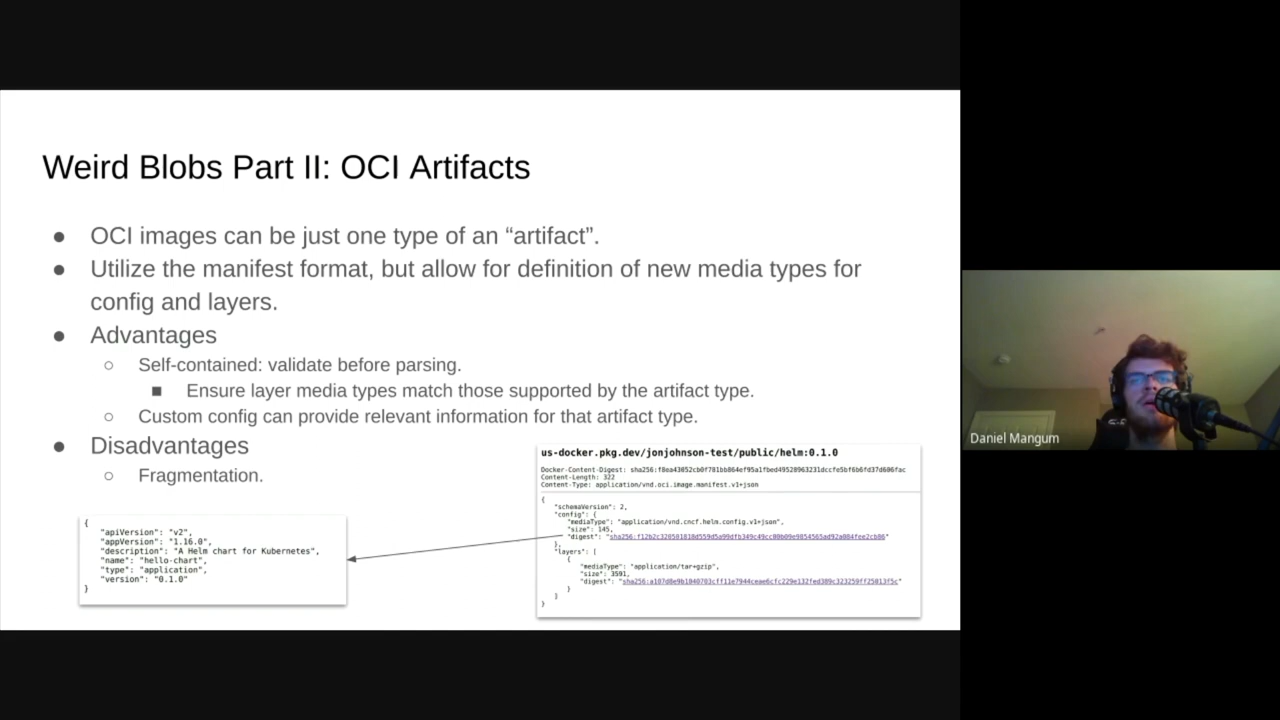 Weird Blobs Part II: OCI Artifacts
● OCI images can be just one type of an “artifact”.
● Utilize the manifest format, but allow for definition of new media types for
config and layers.
● Advantages
○ Self-contained: validate before parsing.
■ Ensure layer media types match those supported by the artifact type.
○ Custom config can provide relevant information for that artifact type.
● Disadvantages
○ Fragmentation.
{
"apiVersion": "v2",
"appVersion": "1.16.0",
"description": "A Helm chart for Kubernetes",
"name": "hello-chart",
"type": "application",
"version": "0.1.0"
}
us-docker.pkg.dev/jonjohnson-test/public/helm:0.1.0
Docker-Content-Digest:
Content-Length: 322
Content-Type: application/vnd.oci.image.manifest.v1+json
{
"schemaVersion": 2,
"config": {
"mediaType": "application/vnd.cncf.helm.config.v1+json",
"size": 145,
"digest":
},
"layers": [
{
"mediaType": "application/tar+gzip",
"size": 3591,
"digest":
}
]
}
Daniel Mangum